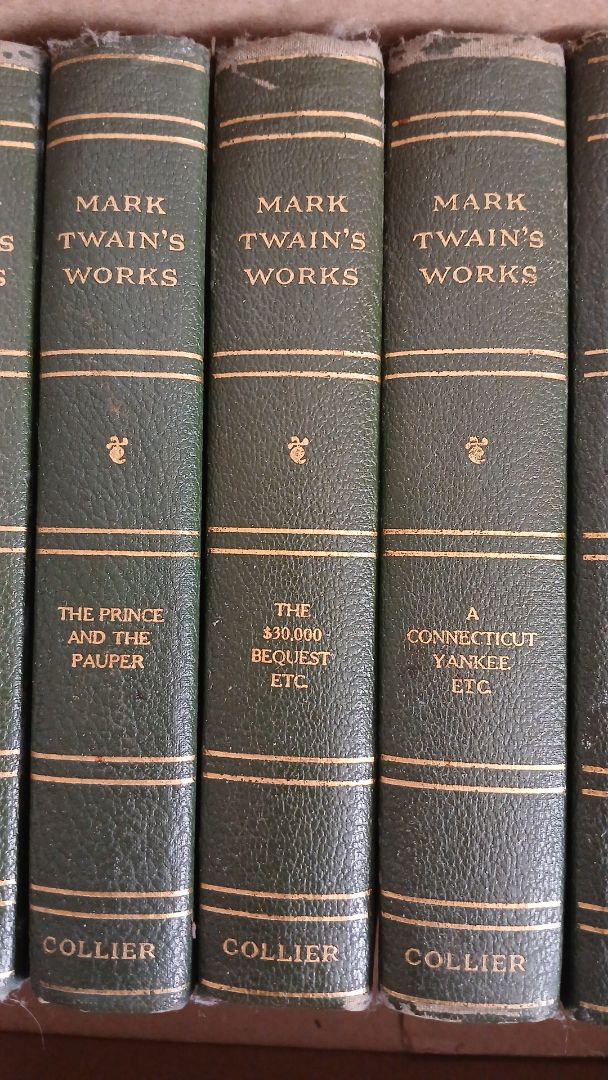 MARK
TWAIN'S
WORKS
THE PRINCE
AND THE
PAUPER
COLLIER
MARK
TWAIN'S
WORKS
THE
$30,000
BEQUEST
ETC.
COLLIER
MARK
TWAIN'S
WORKS
A
CONNECTICUT
YANKEE
ETC.
COLLIER